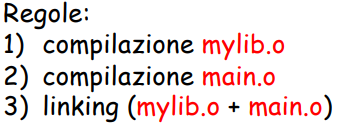 Regole:
1) compilazione mylib.o
2) compilazione main.o
3) linking (mylib.o + main.o)